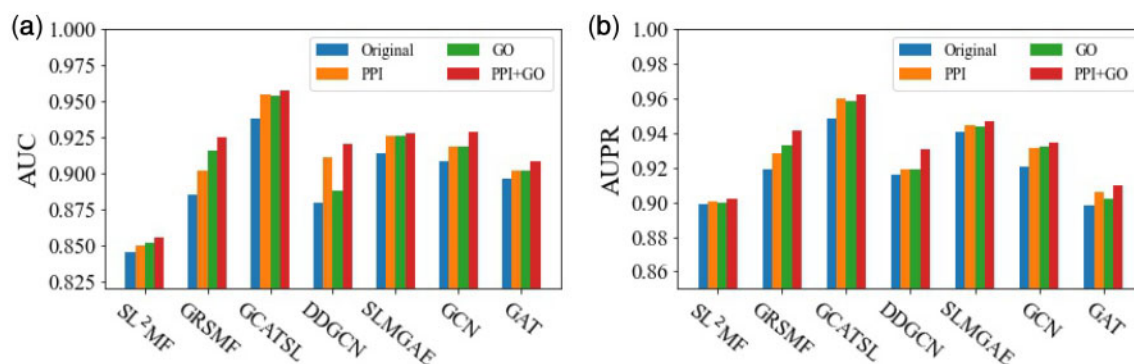 (a)
1.000
0.975
0.950
0.925
0.900
0.875
0.850
0.825
AUC
Original
GO
PPI
PPI+GO
SL²MF
GRSMF
GCATSL
DDGCN
SLMGAE
GCN
GAT
(b)
1.00
0.98
0.96
0.94
0.92
0.90
0.88
0.86
AUPR
Original
GO
PPI
PPI+GO
SL²MF
GRSMF
GCATSL
DDGCN
SLMGAE
GCN
GAT